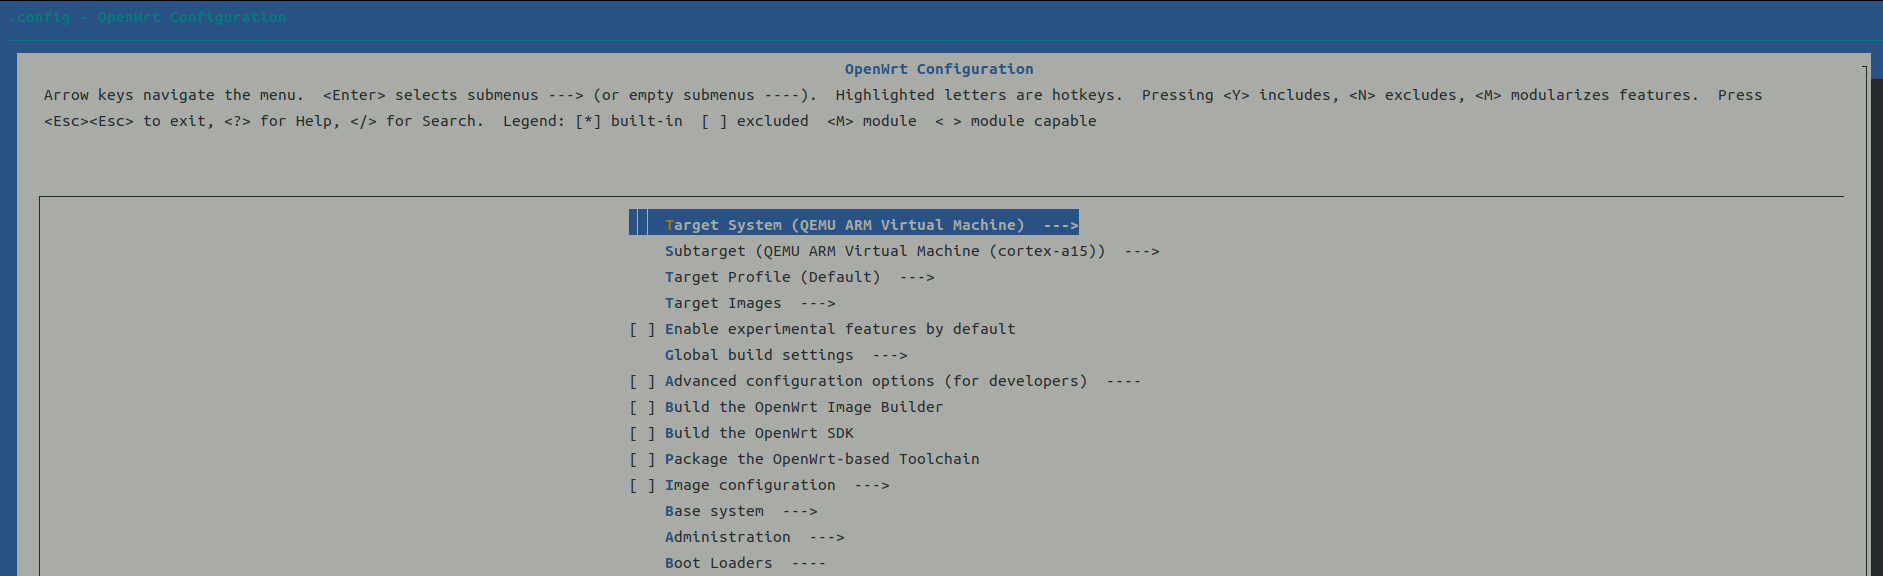 .config - OpenWrt Configuration
OpenWrt Configuration
Arrow keys navigate the menu.  <Enter> selects submenus ---> (or empty submenus ----).  Highlighted letters are hotkeys.  Pressing <Y> includes, <N> excludes, <M> modularizes features.  Press
<Esc><Esc> to exit, <?> for Help, </> for Search.  Legend: [*] built-in  [ ] excluded  <M> module  < > module capable
Target System (QEMU ARM Virtual Machine)  --->
Subtarget (QEMU ARM Virtual Machine (cortex-a15))  --->
Target Profile (Default)  --->
Target Images  --->
[ ] Enable experimental features by default
Global build settings  --->
[ ] Advanced configuration options (for developers)  ----
[ ] Build the OpenWrt Image Builder
[ ] Build the OpenWrt SDK
[ ] Package the OpenWrt-based Toolchain
[ ] Image configuration  --->
Base system  --->
Administration  --->
Boot Loaders  ----